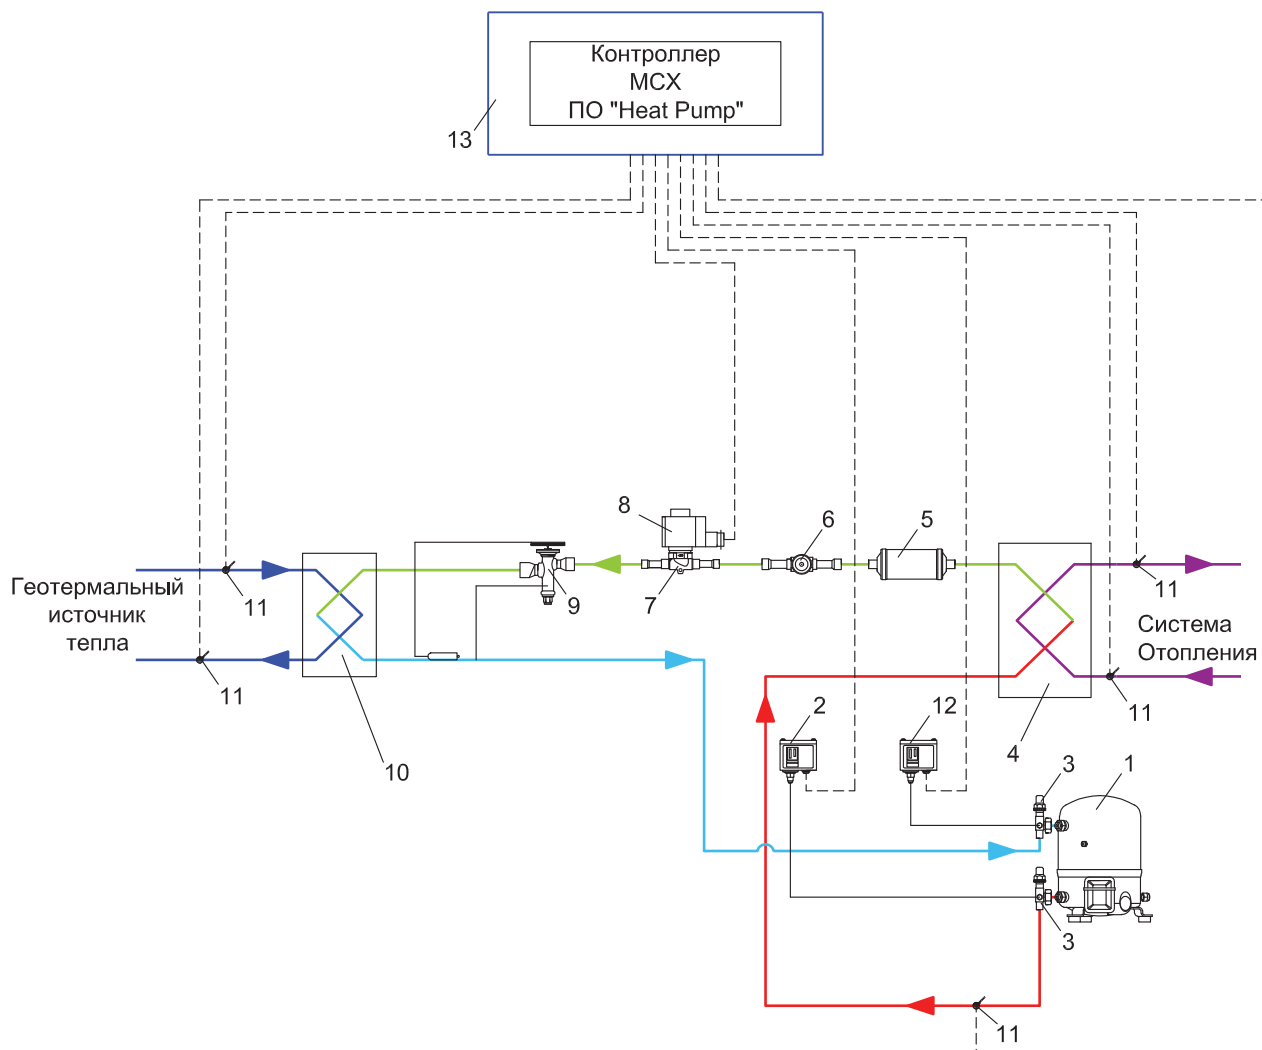 Контроллер
МСХ
ПО "Heat Pump"
13
8
6
5
Геотермальный
источник
тепла
11
9
7
11
Система
Отопления
11
10
2
12
4
11
3
1
3
11